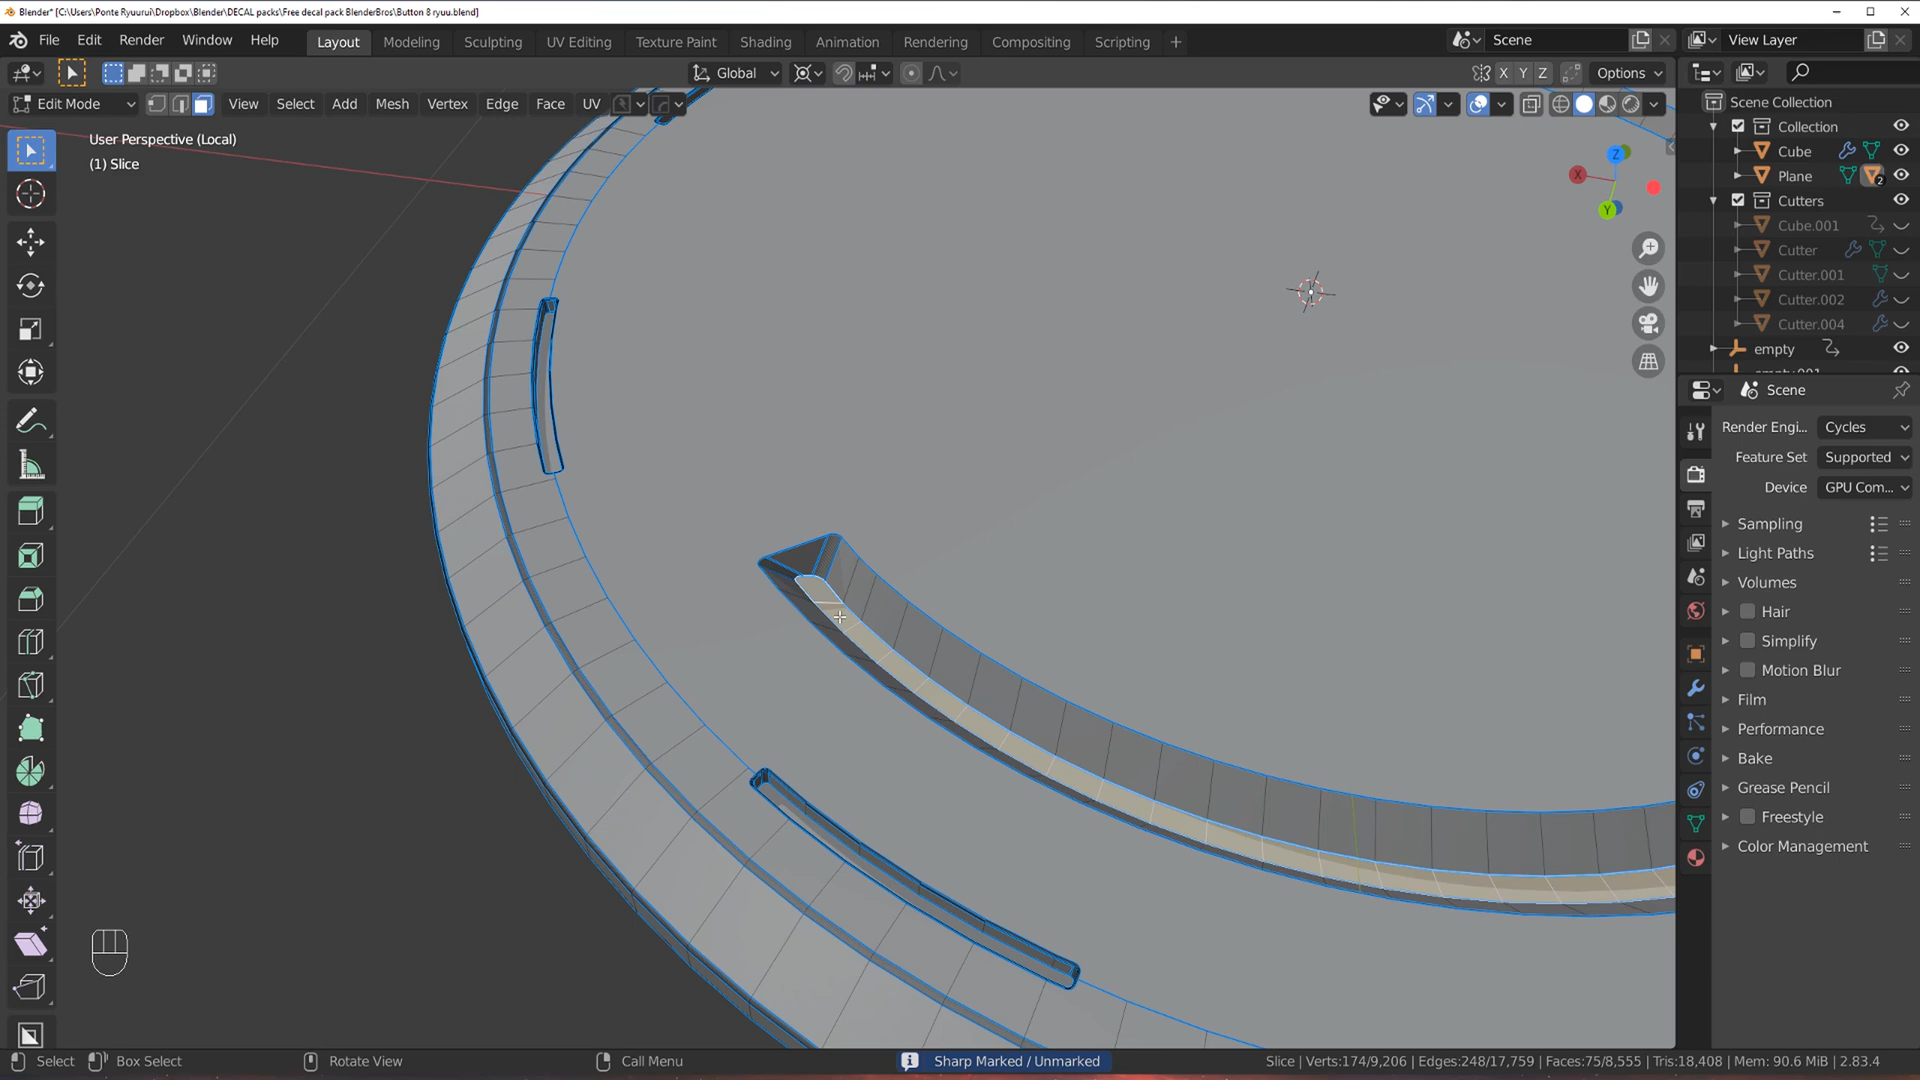 Blender* [C:\Users\Ponte Ryuurui\Dropbox\Blender\DECAL packs\Free decal pack BlenderBros\Button 8 ryuu.blend]
File Edit Render Window Help Layout Modeling Sculpting UV Editing Texture Paint Shading Animation Rendering Compositing Scripting + Scene View Layer
Global X Y Z Options
Edit Mode View Select Add Mesh Vertex Edge Face UV
User Perspective (Local)
(1) Slice
Z
X
Y
Scene Collection
Collection
Cube
Plane 2
Cutters
Cube.001
Cutter
Cutter.001
Cutter.002
Cutter.004
empty
Scene
Render Engi... Cycles
Feature Set Supported
Device GPU Com...
Sampling
Light Paths
Volumes
Hair
Simplify
Motion Blur
Film
Performance
Bake
Grease Pencil
Freestyle
Color Management
Select Box Select Rotate View Call Menu Sharp Marked / Unmarked Slice | Verts:174/9,206 | Edges:248/17,759 | Faces:75/8,555 | Tris:18,408 | Mem: 90.6 MiB | 2.83.4